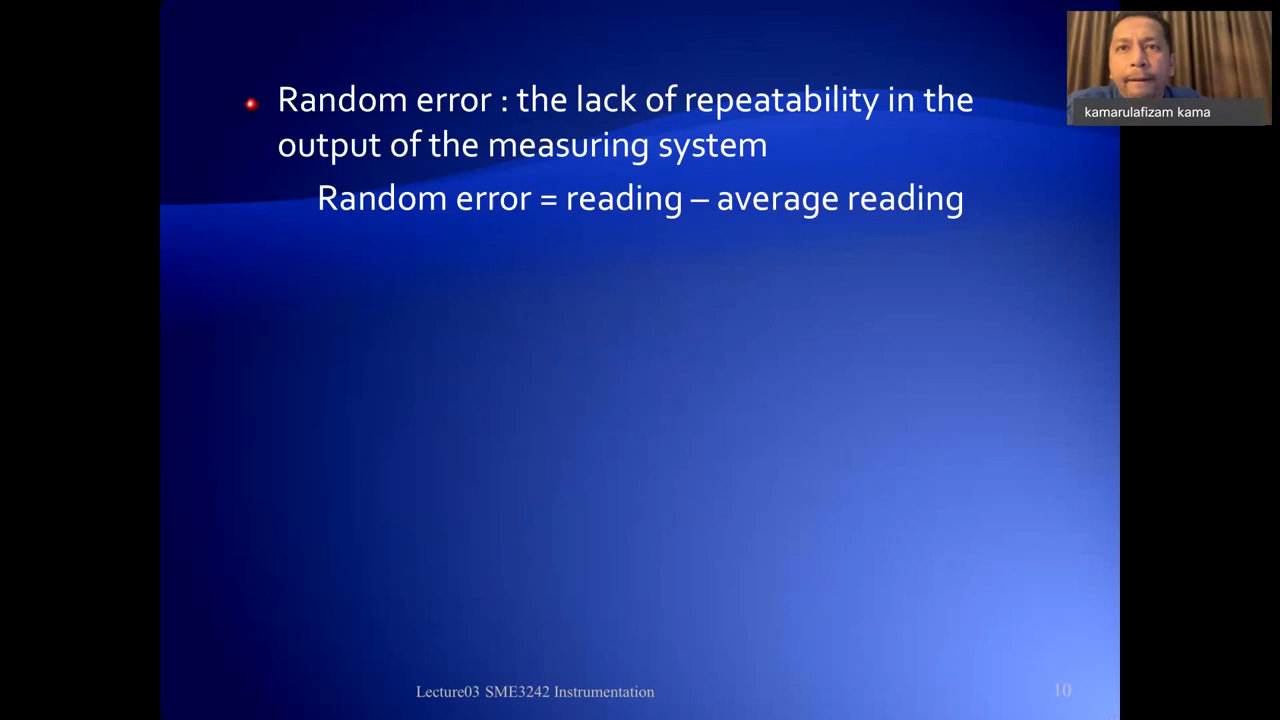 Random error : the lack of repeatability in the
output of the measuring system
Random error = reading – average reading
kamarulafizam kama
Lecture03 SME3242 Instrumentation
10